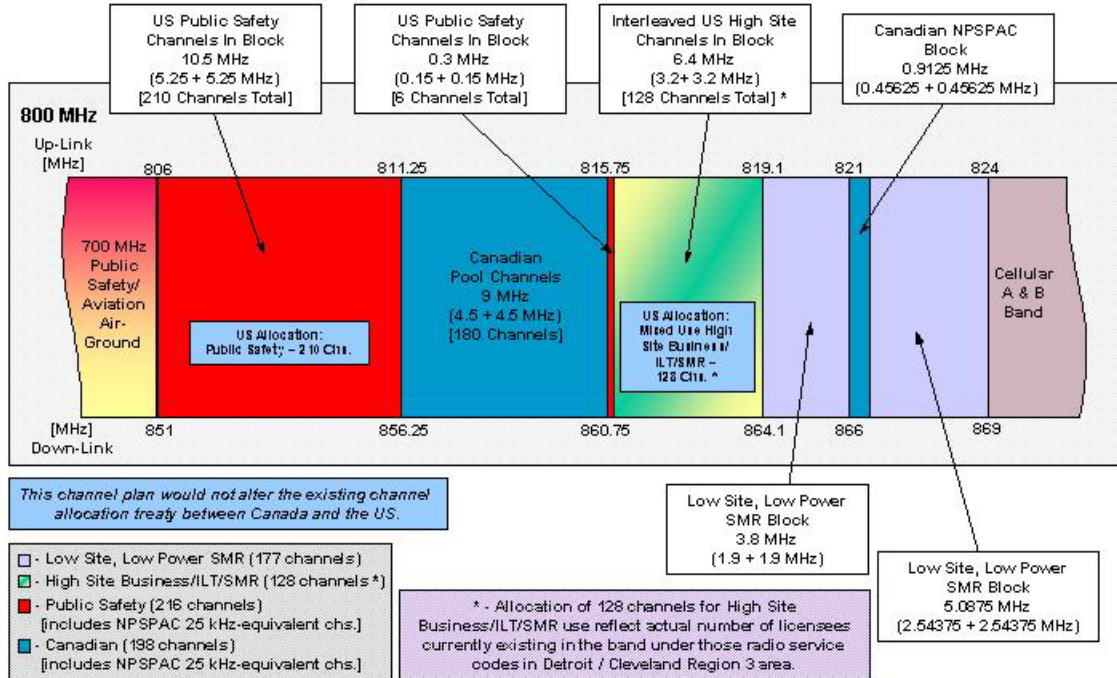 US Public Safety
Channels In Block
10.5 MHz
(5.25 + 5.25 MHz)
[210 Channels Total]
US Public Safety
Channels In Block
0.3 MHz
(0.15 + 0.15 MHz)
[6 Channels Total]
Interleaved US High Site
Channels In Block
6.4 MHz
(3.2+ 3.2 MHz)
[128 Channels Total] *
Canadian NPSPAC
Block
0.9125 MHz
(0.45625 + 0.45625 MHz)
800 MHz
Up-Link
[MHz]
806
811.25
815.75
819.1
821
824
700 MHz
Public
Safety/
Aviation
Air-
Ground
US Allocation:
Public Safety – 210 Chs.
Canadian
Pool Channels
9 MHz
(4.5 + 4.5 MHz)
[180 Channels]
US Allocation:
Mixed Use High
Site Business/
ILT/SMR –
128 Chs. *
Cellular
A & B
Band
[MHz]
Down-Link
851
856.25
860.75
864.1
866
869
This channel plan would not alter the existing channel
allocation treaty between Canada and the US.
Low Site, Low Power
SMR Block
3.8 MHz
(1.9 + 1.9 MHz)
Low Site, Low Power
SMR Block
5.0875 MHz
(2.54375 + 2.54375 MHz)
- Low Site, Low Power SMR (177 channels)
- High Site Business/ILT/SMR (128 channels *)
- Public Safety (216 channels)
[includes NPSPAC 25 kHz-equivalent chs.]
- Canadian (198 channels)
[includes NPSPAC 25 kHz-equivalent chs.]
* - Allocation of 128 channels for High Site
Business/ILT/SMR use reflect actual number of licensees
currently existing in the band under those radio service
codes in Detroit / Cleveland Region 3 area.